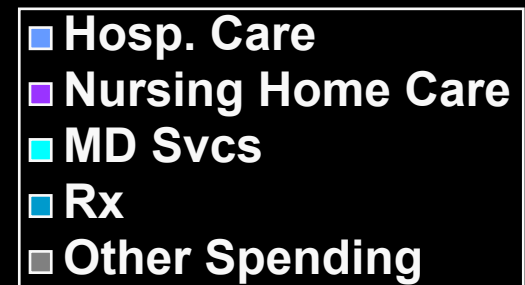 Hosp. Care
Nursing Home Care
MD Svcs
Rx
Other Spending